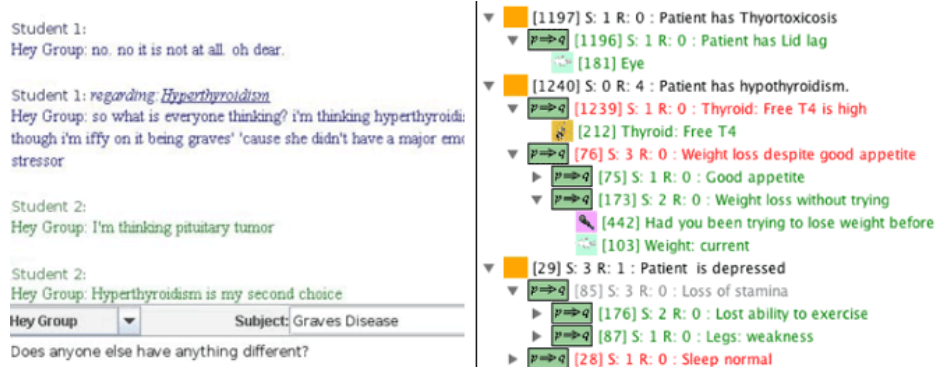 Student 1:
Hey Group: no. no it is not at all. oh dear.
Student 1: regarding: Hyperthyroidism
Hey Group: so what is everyone thinking? i'm thinking hyperthyroidi
though i'm iffy on it being graves' 'cause she didn't have a major emo
stressor
Student 2:
Hey Group: I'm thinking pituitary tumor
Student 2:
Hey Group: Hyperthyroidism is my second choice
Hey Group Subject: Graves Disease
Does anyone else have anything different?
[1197] S: 1 R: 0 : Patient has Thyortoxicosis
p⇒q [1196] S: 1 R: 0 : Patient has Lid lag
[181] Eye
[1240] S: 0 R: 4 : Patient has hypothyroidism.
p⇒q [1239] S: 1 R: 0 : Thyroid: Free T4 is high
[212] Thyroid: Free T4
p⇒q [76] S: 3 R: 0 : Weight loss despite good appetite
p⇒q [75] S: 1 R: 0 : Good appetite
p⇒q [173] S: 2 R: 0 : Weight loss without trying
[442] Had you been trying to lose weight before
[103] Weight: current
[29] S: 3 R: 1 : Patient is depressed
p⇒q [85] S: 3 R: 0 : Loss of stamina
p⇒q [176] S: 2 R: 0 : Lost ability to exercise
p⇒q [87] S: 1 R: 0 : Legs: weakness
p⇒q [28] S: 1 R: 0 : Sleep normal